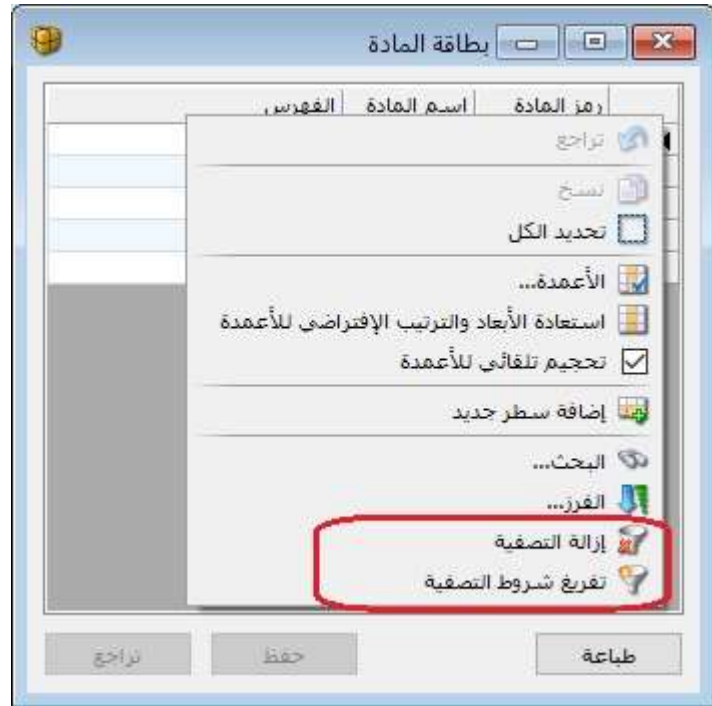 بطاقة المادة
رمز المادة اسم المادة الفهرس
تراجع
نسخ
تحديد الكل
الأعمدة...
استعادة الأبعاد والترتيب الإفتراضي للأعمدة
تحجيم تلقائي للأعمدة
إضافة سطر جديد
البحث...
الفرز...
إزالة التصفية
تفريغ شروط التصفية
طباعة حفظ تراجع